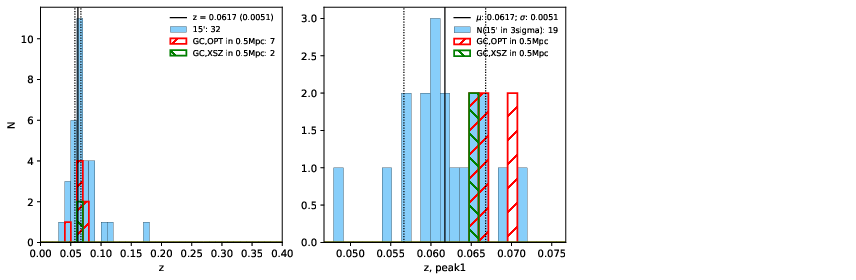 z = 0.0617 (0.0051)
15': 32
GC,OPT in 0.5Mpc: 7
GC,XSZ in 0.5Mpc: 2
N
10
8
6
4
2
0
0.00 0.05 0.10 0.15 0.20 0.25 0.30 0.35 0.40
z
μ: 0.0617; σ: 0.0051
N(15' in 3sigma): 19
GC,OPT in 0.5Mpc
GC,XSZ in 0.5Mpc
3.0
2.5
2.0
1.5
1.0
0.5
0.0
0.050 0.055 0.060 0.065 0.070 0.075
z, peak1